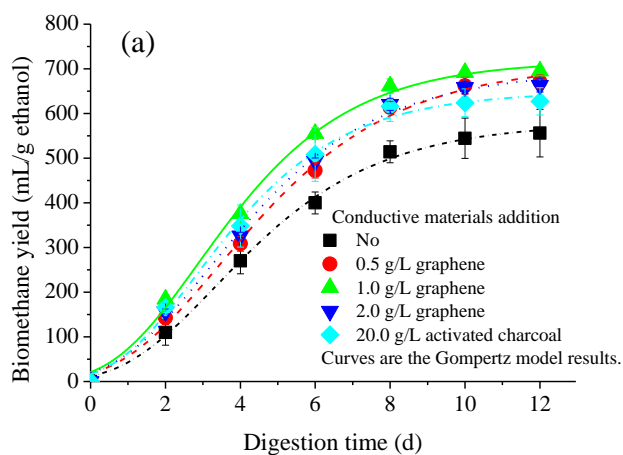 (a)
Biomethane yield (mL/g ethanol)
800
700
600
500
400
300
200
100
0
Conductive materials addition
No
0.5 g/L graphene
1.0 g/L graphene
2.0 g/L graphene
20.0 g/L activated charcoal
Curves are the Gompertz model results.
0 2 4 6 8 10 12
Digestion time (d)